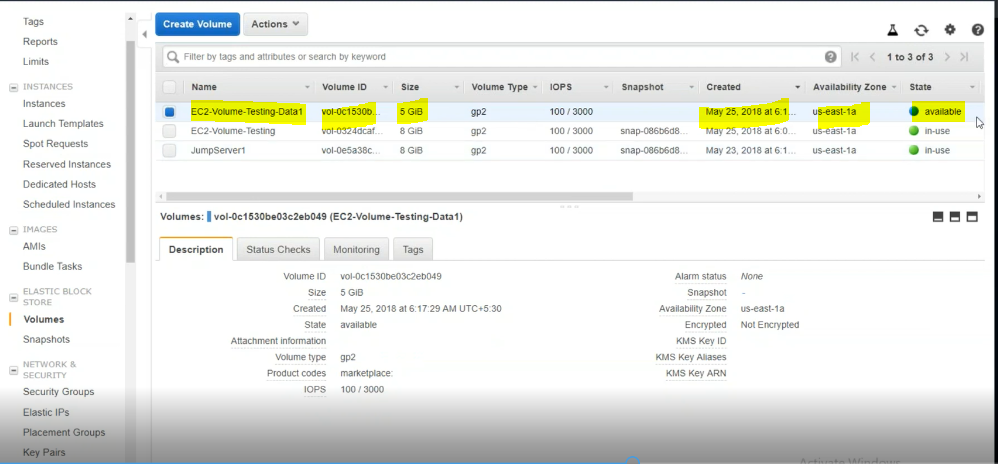 Tags
Reports
Limits
INSTANCES
Instances
Launch Templates
Spot Requests
Reserved Instances
Dedicated Hosts
Scheduled Instances
IMAGES
AMIs
Bundle Tasks
ELASTIC BLOCK
STORE
Volumes
Snapshots
NETWORK &
SECURITY
Security Groups
Elastic IPs
Placement Groups
Key Pairs
Create Volume Actions
Filter by tags and attributes or search by keyword 1 to 3 of 3
Name Volume ID Size Volume Type IOPS Snapshot Created Availability Zone State
EC2-Volume-Testing-Data1 vol-0c1530b... 5 GiB gp2 100 / 3000 May 25, 2018 at 6:1... us-east-1a available
EC2-Volume-Testing vol-0324dcaf... 8 GiB gp2 100 / 3000 snap-086b6d8... May 25, 2018 at 6:0... us-east-1a in-use
JumpServer1 vol-0e5a38c... 8 GiB gp2 100 / 3000 snap-086b6d8... May 23, 2018 at 6:1... us-east-1a in-use
Volumes: vol-0c1530be03c2eb049 (EC2-Volume-Testing-Data1)
Description Status Checks Monitoring Tags
Volume ID vol-0c1530be03c2eb049 Alarm status None
Size 5 GiB Snapshot -
Created May 25, 2018 at 6:17:29 AM UTC+5:30 Availability Zone us-east-1a
State available Encrypted Not Encrypted
Attachment information KMS Key ID
Volume type gp2 KMS Key Aliases
Product codes marketplace: KMS Key ARN
IOPS 100 / 3000
Activate Windows